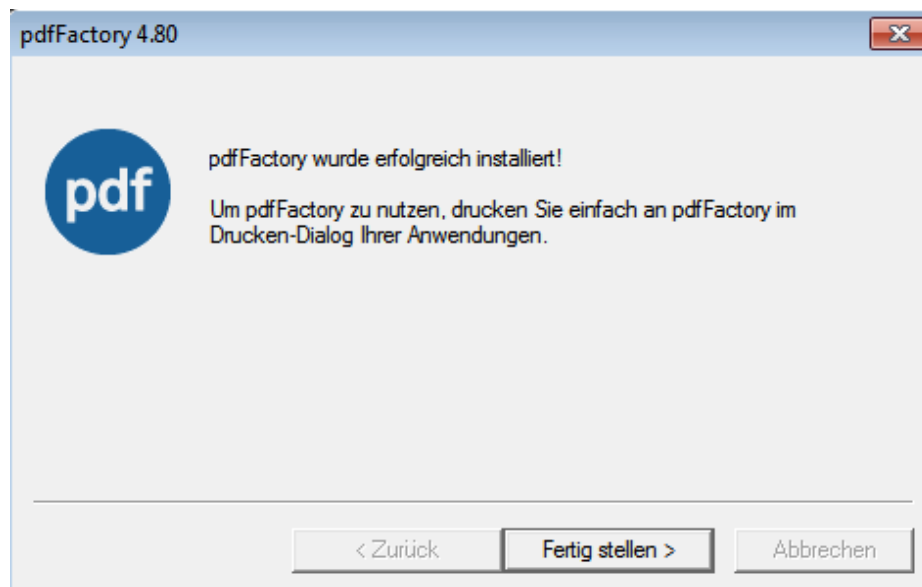 pdfFactory 4.80
pdf
pdfFactory wurde erfolgreich installiert!
Um pdfFactory zu nutzen, drucken Sie einfach an pdfFactory im
Drucken-Dialog Ihrer Anwendungen.
< Zurück
Fertig stellen >
Abbrechen